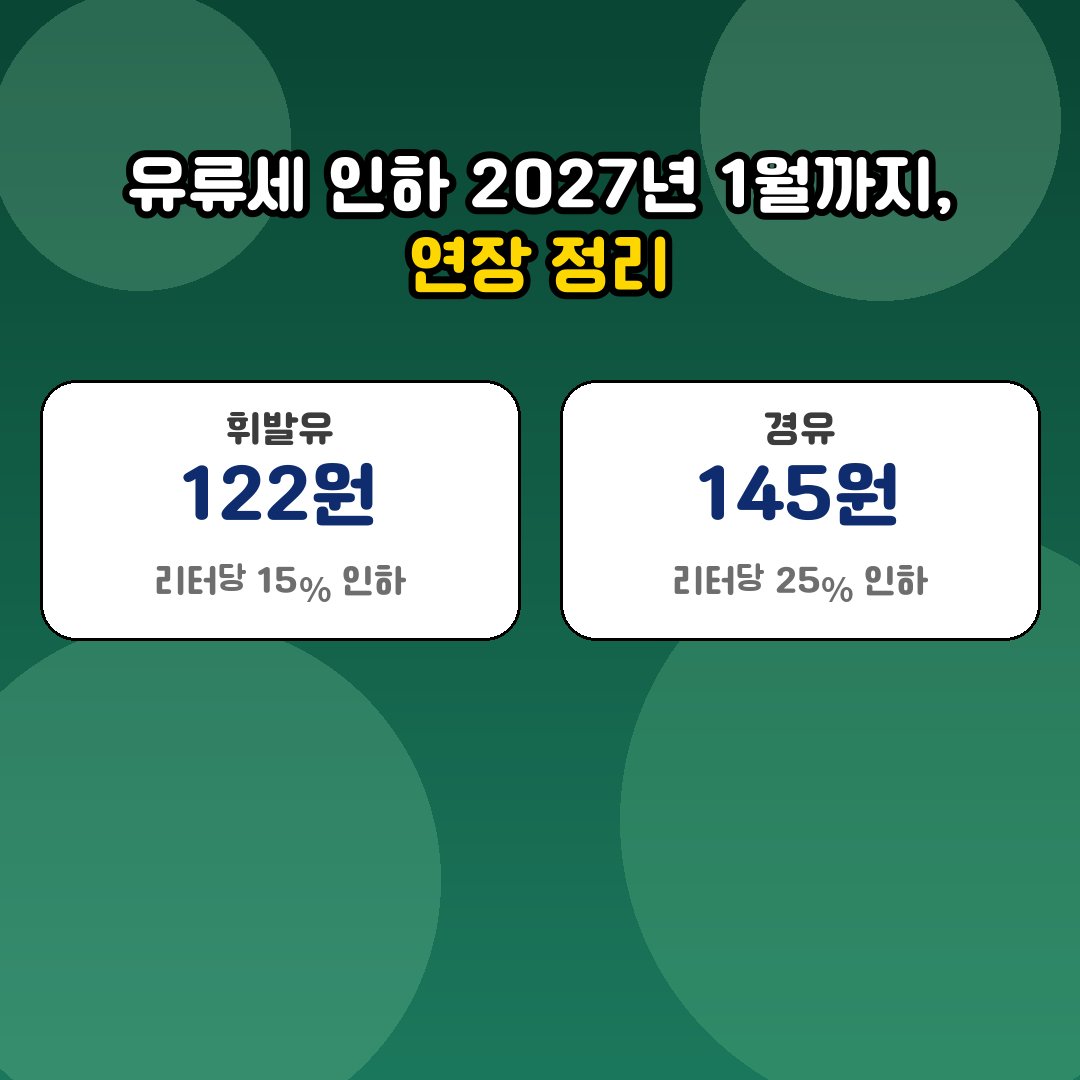 유류세 인하 2027년 1월까지,
연장 정리
휘발유
122원
리터당 15% 인하
경유
145원
리터당 25% 인하